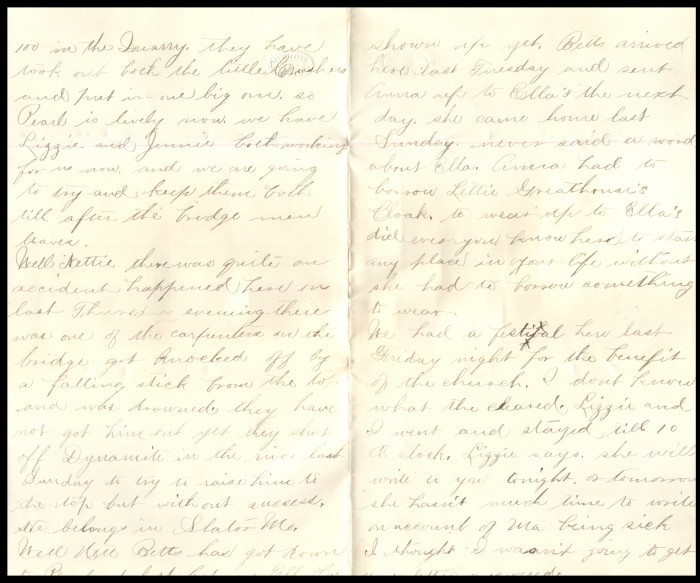 100 in the Quarry. they have
took out both the little Crushers
and put in one big one. so
Pearl is lively now. we have
Lizzie and Jennie both working
for no now. and we are going
to try and keep them both
till after the bridge men
leaves.
Well Nettie there was quite an
accident happened here on
last Thursday evening there
was one of the carpenters on the
bridge got knocked off by
a falling stick from the top
and was drowned. they have
not got him out yet they shot
off Dynamite in the river last
Sunday to try to raise him to
the top but without success.
He belongs in Slator Mo.
Well Will Betts has got down
shown up yet. Betts arrived
here last Tuesday and sent
Anna up to Ella's the next
day. she came home last
Sunday. never said a word
about Ella. Anna had to
borrow Lettie Greathouse's
Cloak. to wear up to Ella's
did ever you know her to start
any place in your life without
she had to borrow something
to wear.
We had a festival here last
Friday night for the benefit
of the church. I dont know
what the cleared. Lizzie and
I went and stayed till 10
O clock. Lizzie says. she will
write to you tonight. or tomorrow
she hasn't much time to write
on account of Ma being sick
I thought I wasn't going to get